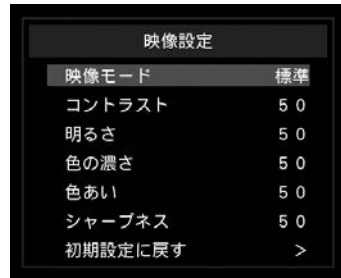 映像設定
映像モード 標準
コントラスト 50
明るさ 50
色の濃さ 50
色あい 50
シャープネス 50
初期設定に戻す >